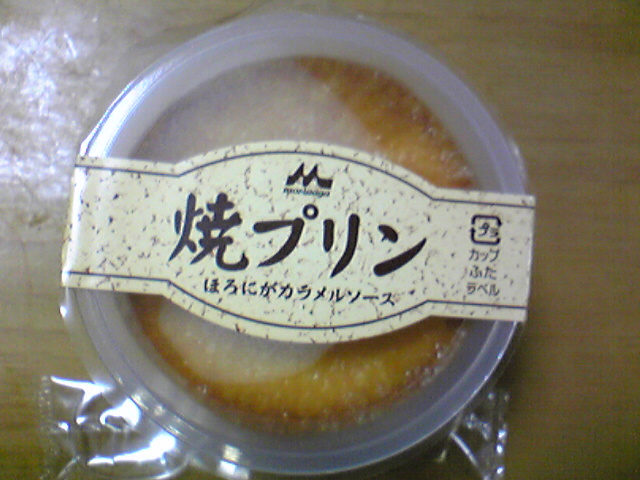 morinaga
焼プリン
ほろにがカラメルソース
プラ
カップ
ふた
ラベル